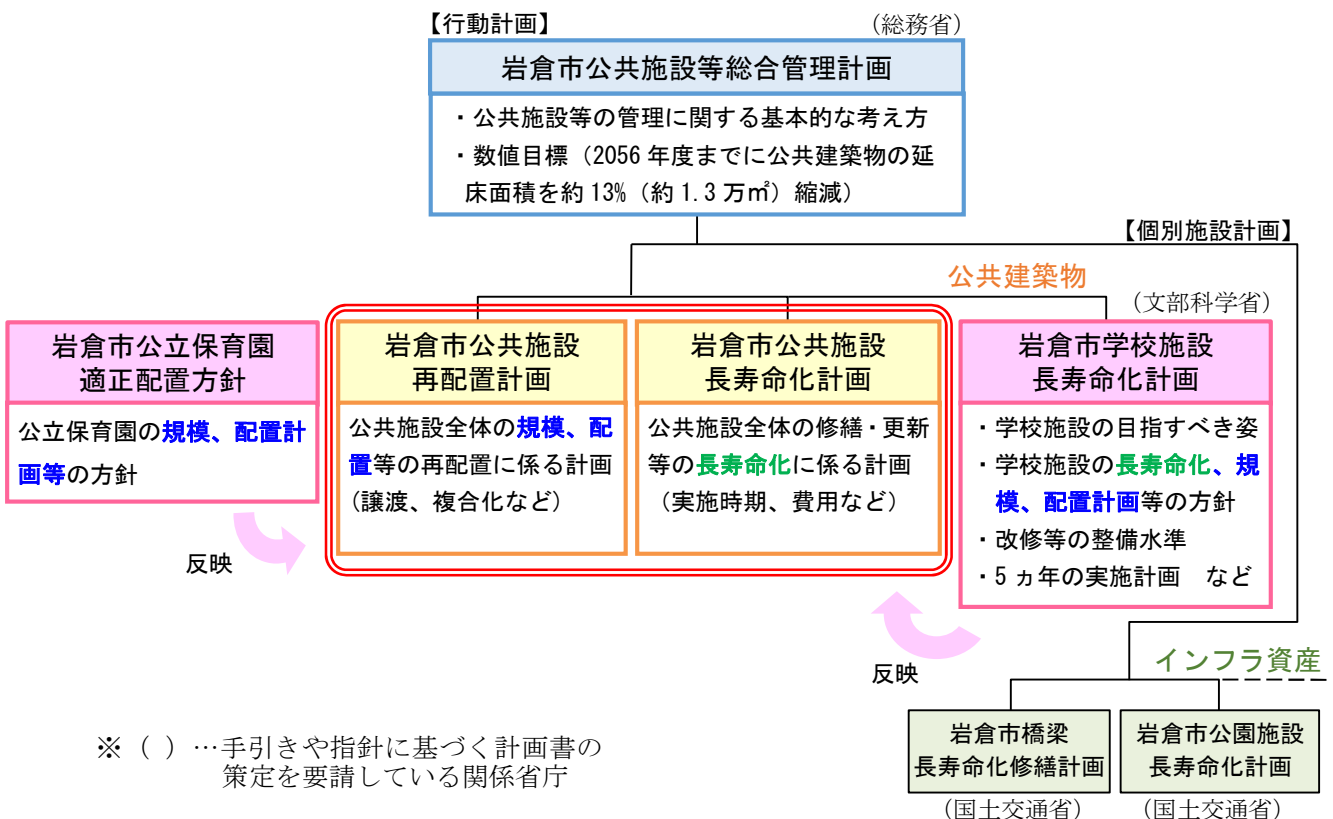 【行動計画】
（総務省）
岩倉市公共施設等総合管理計画
・公共施設等の管理に関する基本的な考え方
・数値目標（2056 年度までに公共建築物の延
床面積を約 13%（約 1.3 万㎡）縮減）
【個別施設計画】
公共建築物
（文部科学省）
岩倉市公立保育園
適正配置方針
公立保育園の規模、配置計
画等の方針
岩倉市公共施設
再配置計画
公共施設全体の規模、配
置等の再配置に係る計画
(譲渡、複合化など）
岩倉市公共施設
長寿命化計画
公共施設全体の修繕・更新
等の長寿命化に係る計画
（実施時期、費用など）
岩倉市学校施設
長寿命化計画
・学校施設の目指すべき姿
・学校施設の長寿命化、規
模、配置計画等の方針
・改修等の整備水準
・5 ヵ年の実施計画　など
反映
反映
インフラ資産
岩倉市橋梁
長寿命化修繕計画
（国土交通省）
岩倉市公園施設
長寿命化計画
（国土交通省）
※（ ）…手引きや指針に基づく計画書の
策定を要請している関係省庁